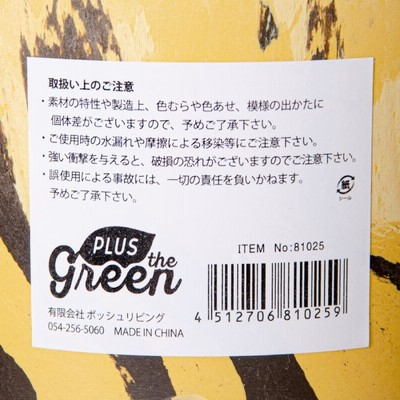 取扱い上のご注意
・素材の特性や製造上、色むらや色あせ、模様の出かたに
個体差がございますので、予めご了承下さい。
・ご使用時の水漏れや摩擦による移染等にご注意下さい。
・強い衝撃を与えると、破損の恐れがございますのでご注意下さい。
・誤使用による事故には、一切の責任を負いかねます。
予めご了承下さい。
紙
シール
PLUS
the
Green
ITEM No:81025
4 512706 810259
有限会社 ポッシュリビング
054-256-5060 MADE IN CHINA